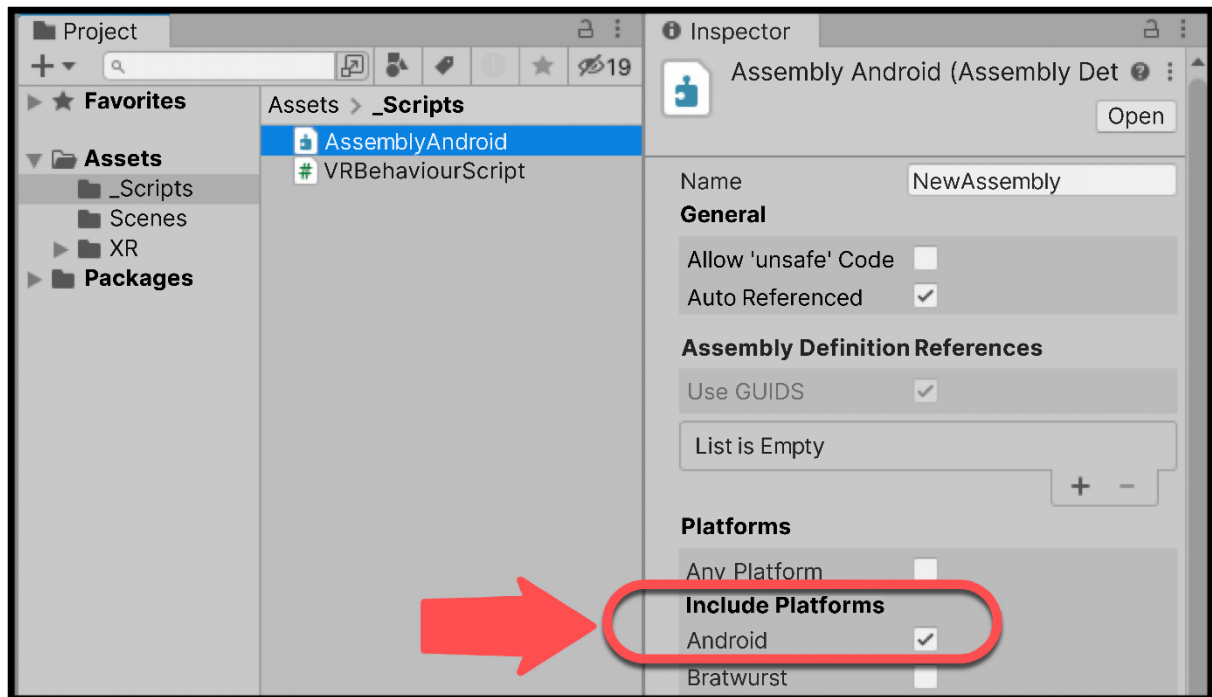 Project
19
Favorites
Assets
_Scripts
Scenes
XR
Packages
Assets > _Scripts
AssemblyAndroid
# VRBehaviourScript
Inspector
Assembly Android (Assembly Det
Open
Name NewAssembly
General
Allow 'unsafe' Code
Auto Referenced
Assembly Definition References
Use GUIDS
List is Empty
Platforms
Any Platform
Include Platforms
Android
Bratwurst